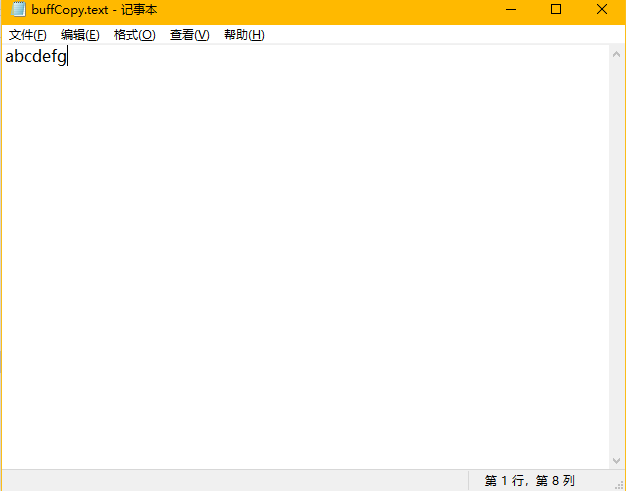 buffCopy.text - 记事本
文件(F) 编辑(E) 格式(O) 查看(V) 帮助(H)
abcdefg
第 1 行，第 8 列